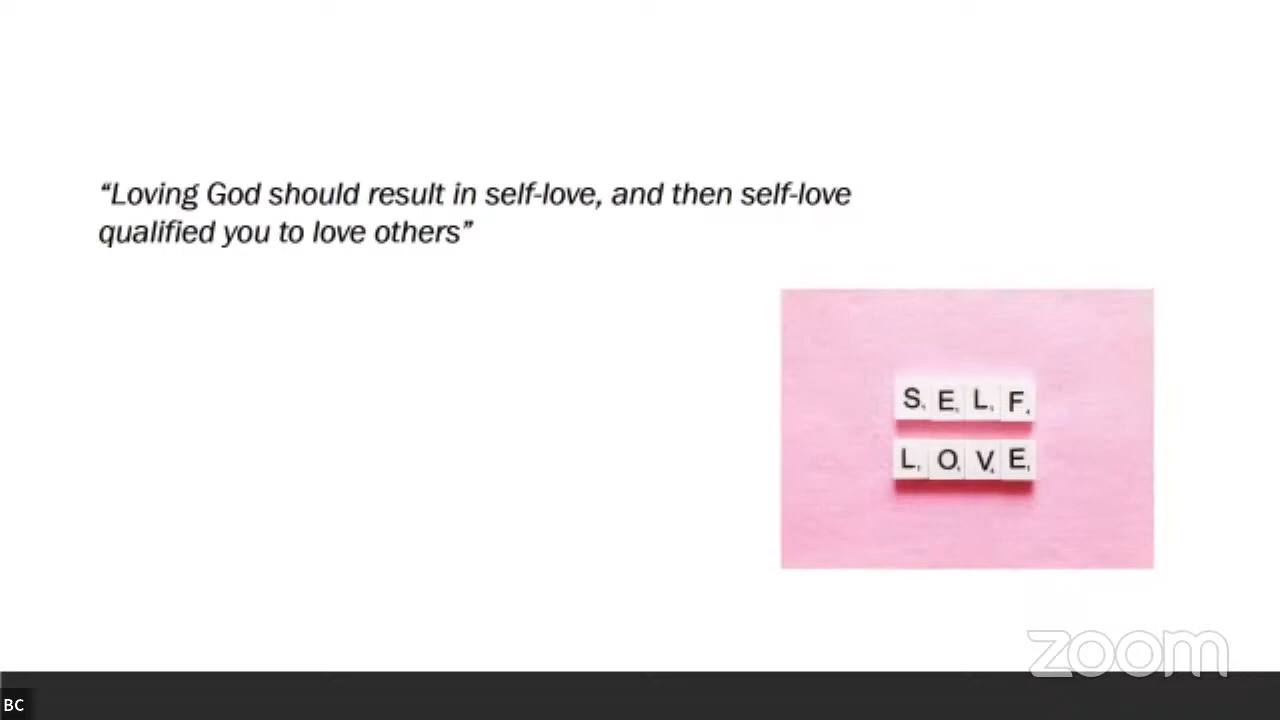 “Loving God should result in self-love, and then self-love
qualified you to love others”
SELF
LOVE
zoom
BC